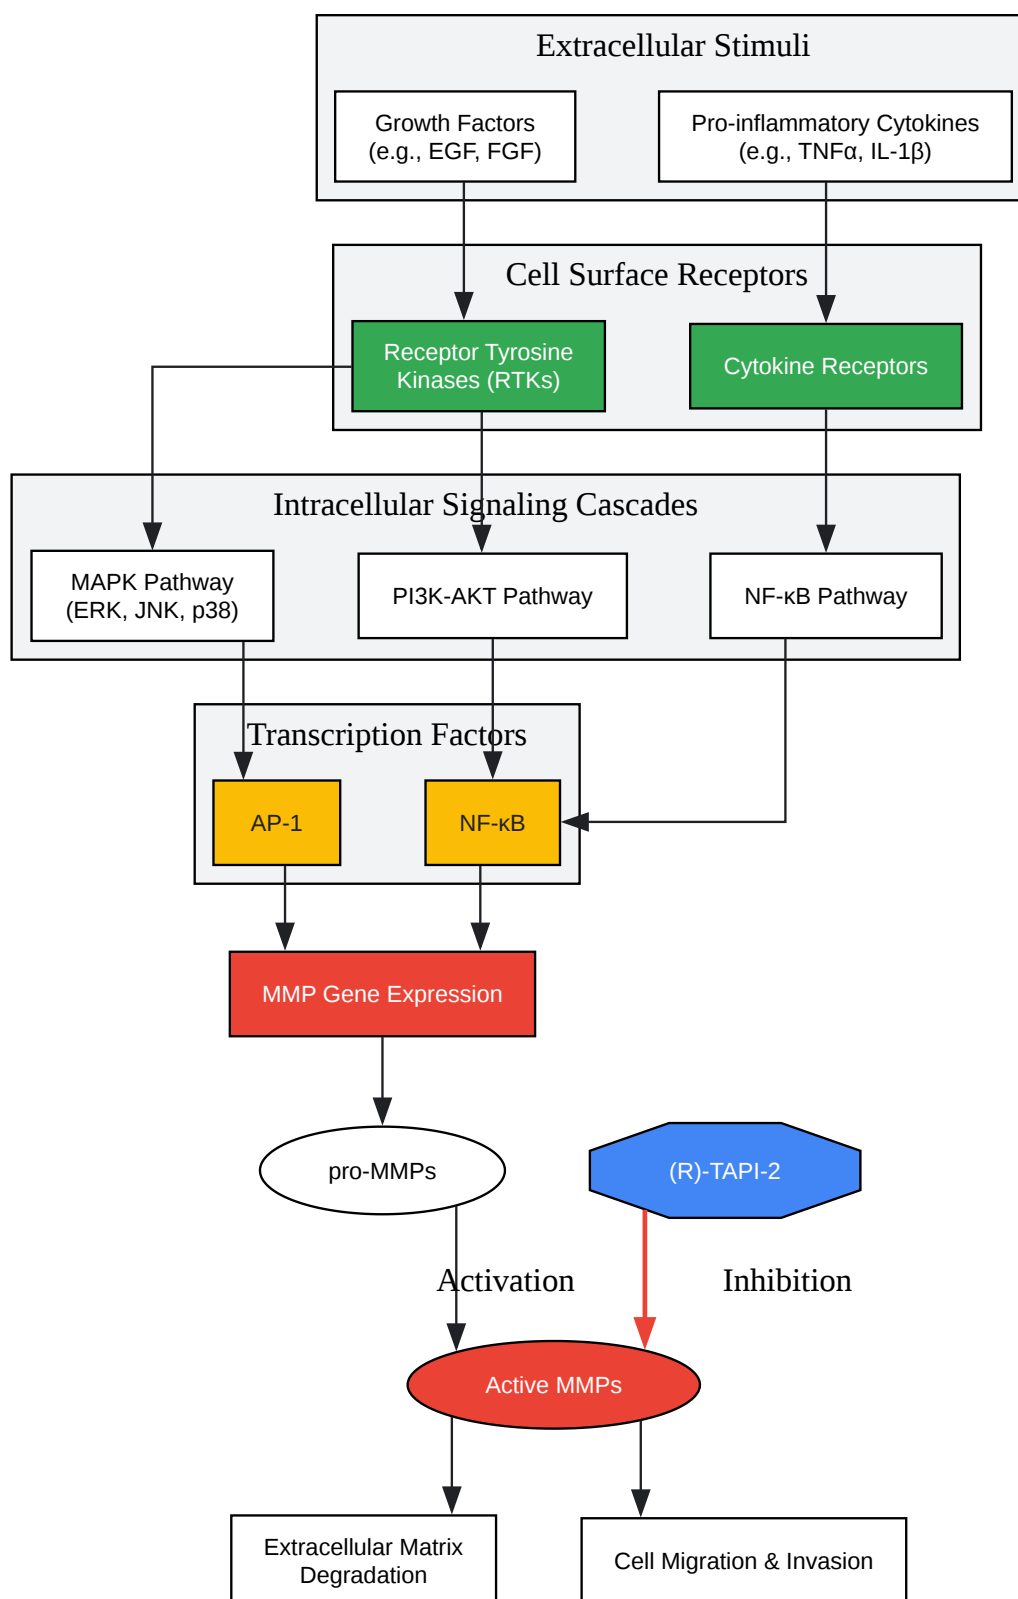 Extracellular Stimuli
Growth Factors
(e.g., EGF, FGF)
Pro-inflammatory Cytokines
(e.g., TNFα, IL-1β)
Cell Surface Receptors
Receptor Tyrosine
Kinases (RTKs)
Cytokine Receptors
Intracellular Signaling Cascades
MAPK Pathway
(ERK, JNK, p38)
PI3K-AKT Pathway
NF-κB Pathway
Transcription Factors
AP-1
NF-κB
MMP Gene Expression
pro-MMPs
(R)-TAPI-2
Activation
Inhibition
Active MMPs
Extracellular Matrix
Degradation
Cell Migration & Invasion